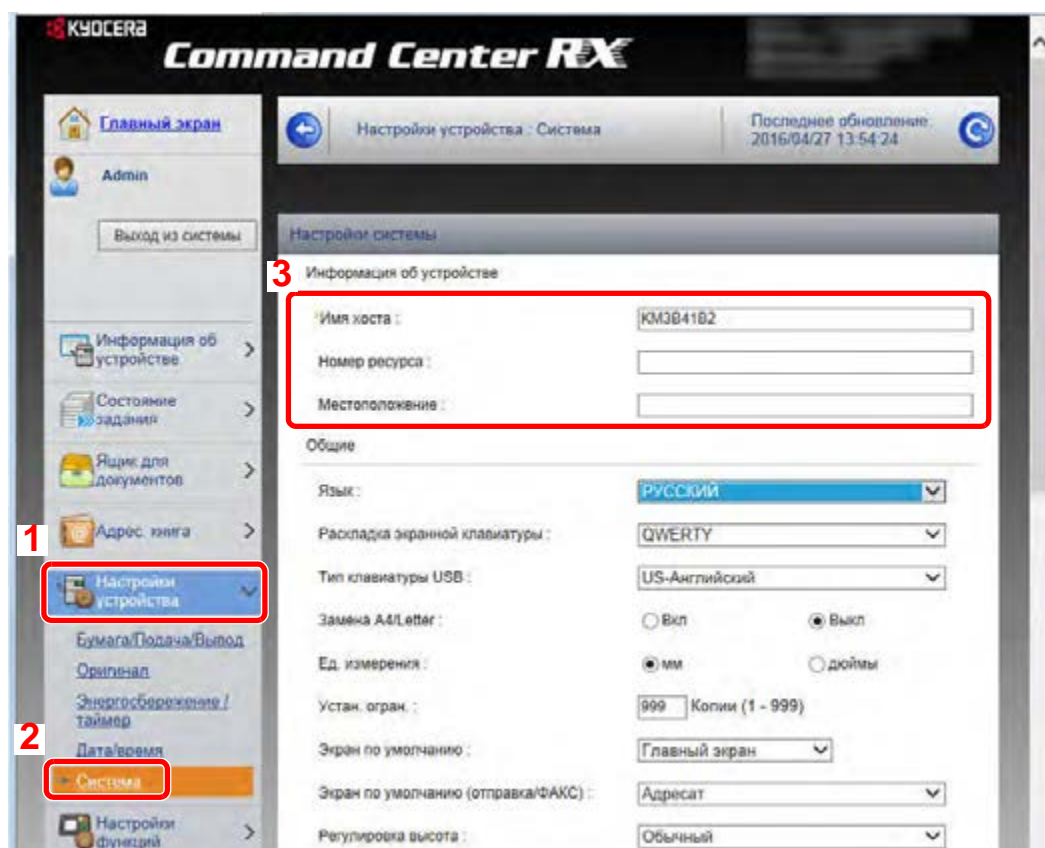 KYOCERA
Command Center RX
Главный экран
Admin
Выход из системы
Информация об
устройстве
Состояние
задания
Ящик для
документов
1
Адрес. книга
Настройки
устройства
Бумага/Подача/Вывод
Оригинал
Энергосбережение /
таймер
2
Дата/время
Система
Настройки
функций
Настройки устройства : Система
Последнее обновление:
2016/04/27 13:54:24
Настройки системы
3
Информация об устройстве
*Имя хоста :
KM3B41B2
Номер ресурса :
Местоположение :
Общие
Язык :
РУССКИЙ
Раскладка экранной клавиатуры :
QWERTY
Тип клавиатуры USB :
US-Английский
Замена A4/Letter :
Вкл
Выкл
Ед. измерения :
мм
дюймы
Устан. огран. :
999 Копии (1 - 999)
Экран по умолчанию :
Главный экран
Экран по умолчанию (отправка/ФАКС) :
Адресат
Регулировка высота :
Обычный